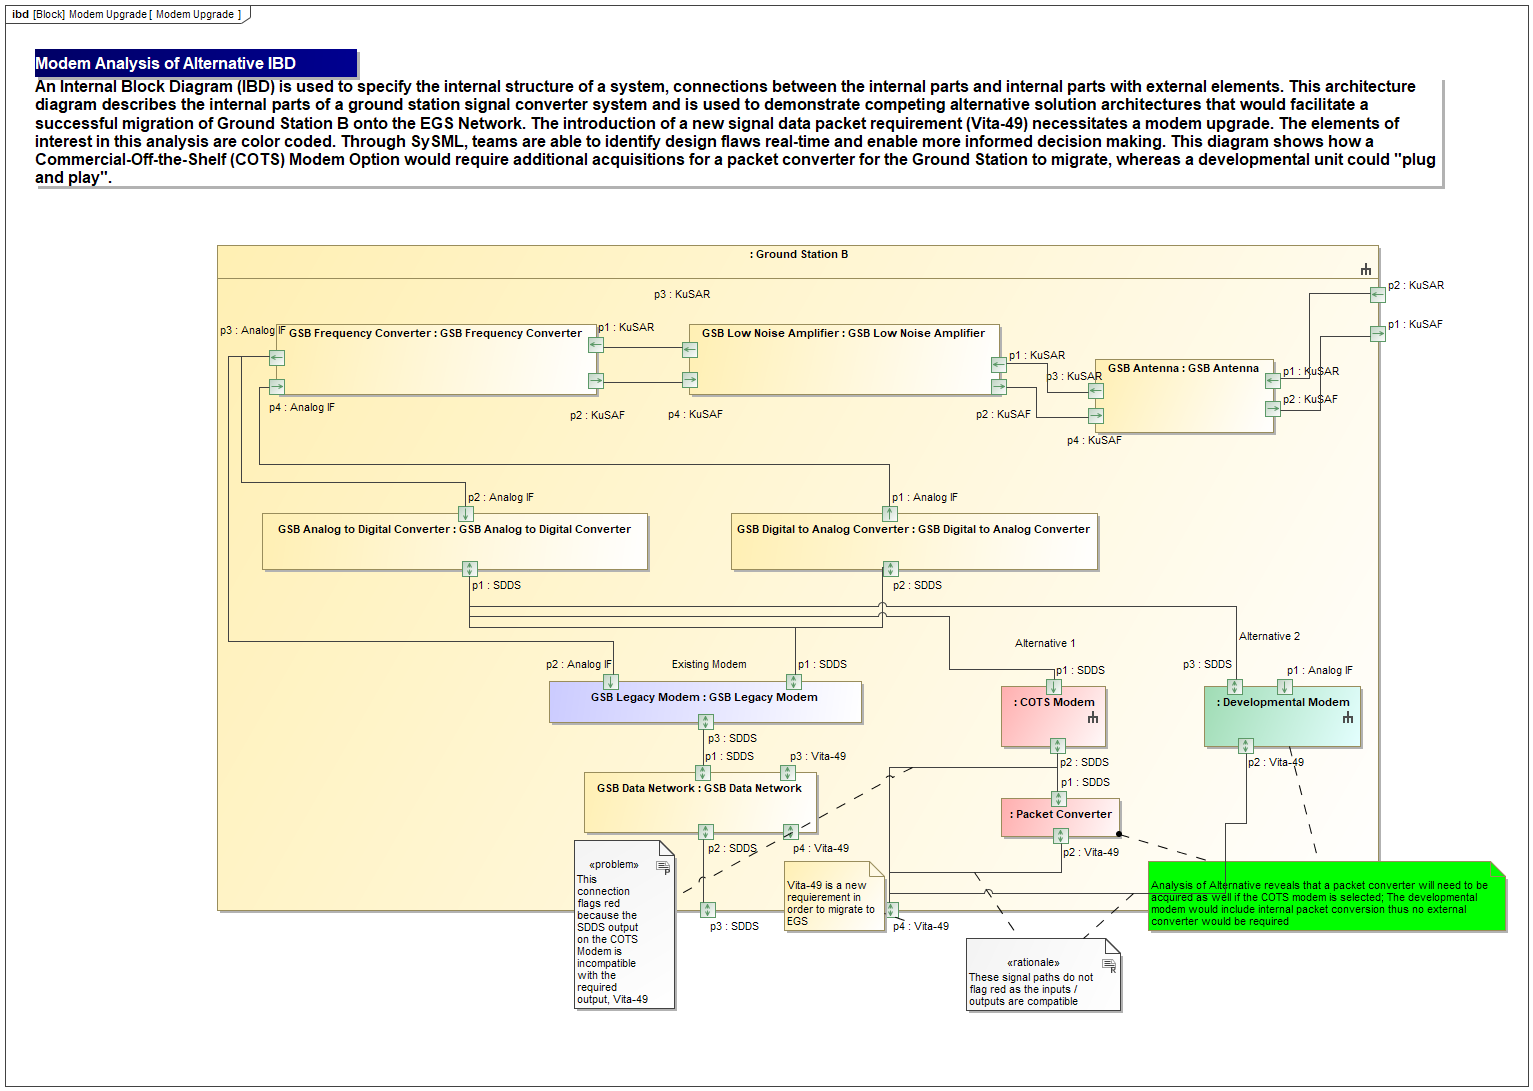 ibd [Block] Modem Upgrade [ Modem Upgrade ]
Modem Analysis of Alternative IBD
An Internal Block Diagram (IBD) is used to specify the internal structure of a system, connections between the internal parts and internal parts with external elements. This architecture
diagram describes the internal parts of a ground station signal converter system and is used to demonstrate competing alternative solution architectures that would facilitate a
successful migration of Ground Station B onto the EGS Network. The introduction of a new signal data packet requirement (Vita-49) necessitates a modem upgrade. The elements of
interest in this analysis are color coded. Through SySML, teams are able to identify design flaws real-time and enable more informed decision making. This diagram shows how a
Commercial-Off-the-Shelf (COTS) Modem Option would require additional acquisitions for a packet converter for the Ground Station to migrate, whereas a developmental unit could "plug
and play".
: Ground Station B
p2 : KuSAR
p3 : KuSAR
p1 : KuSAF
p3 : Analog IF
GSB Frequency Converter : GSB Frequency Converter
p1 : KuSAR
GSB Low Noise Amplifier : GSB Low Noise Amplifier
p1 : KuSAR
p3 : KuSAR
GSB Antenna : GSB Antenna
p1 : KuSAR
p2 : KuSAF
p4 : Analog IF
p2 : KuSAF
p4 : KuSAF
p2 : KuSAF
p4 : KuSAF
p2 : Analog IF
p1 : Analog IF
GSB Analog to Digital Converter : GSB Analog to Digital Converter
GSB Digital to Analog Converter : GSB Digital to Analog Converter
p1 : SDDS
p2 : SDDS
Alternative 1
Alternative 2
p2 : Analog IF
Existing Modem
p1 : SDDS
p1 : SDDS
p3 : SDDS
p1 : Analog IF
GSB Legacy Modem : GSB Legacy Modem
: COTS Modem
: Developmental Modem
p3 : SDDS
p1 : SDDS
p3 : Vita-49
p2 : SDDS
p2 : Vita-49
p1 : SDDS
GSB Data Network : GSB Data Network
: Packet Converter
p2 : SDDS
p4 : Vita-49
p2 : Vita-49
«problem»
This
connection
flags red
because the
SDDS output
on the COTS
Modem is
incompatible
with the
required
output, Vita-49
Vita-49 is a new
requierement in
order to migrate to
EGS
p3 : SDDS
p4 : Vita-49
Analysis of Alternative reveals that a packet converter will need to be
acquired as well if the COTS modem is selected; The developmental
modem would include internal packet conversion thus no external
converter would be required
«rationale»
These signal paths do not
flag red as the inputs /
outputs are compatible